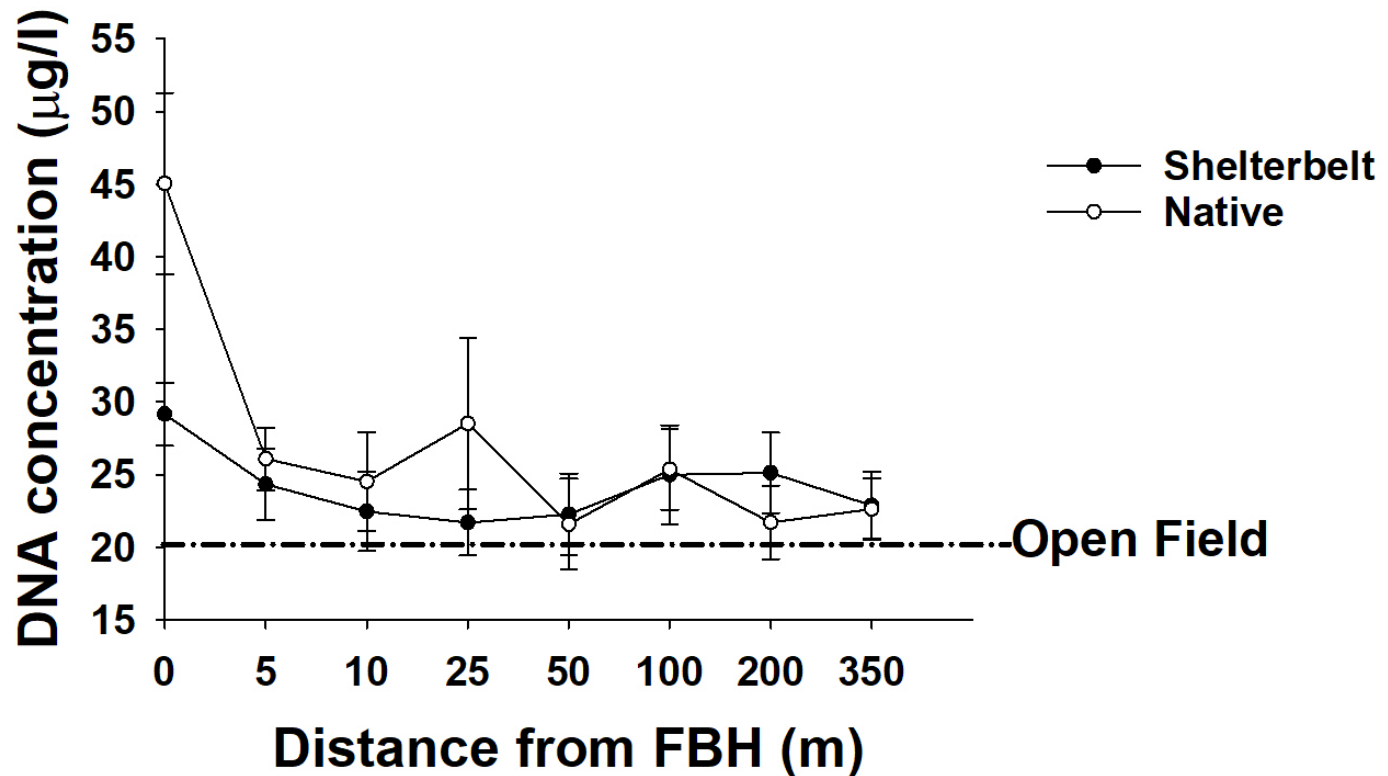 DNA concentration (μg/l)
55
50
45
40
35
30
25
20
15
0 5 10 25 50 100 200 350
Distance from FBH (m)
Shelterbelt
Native
Open Field